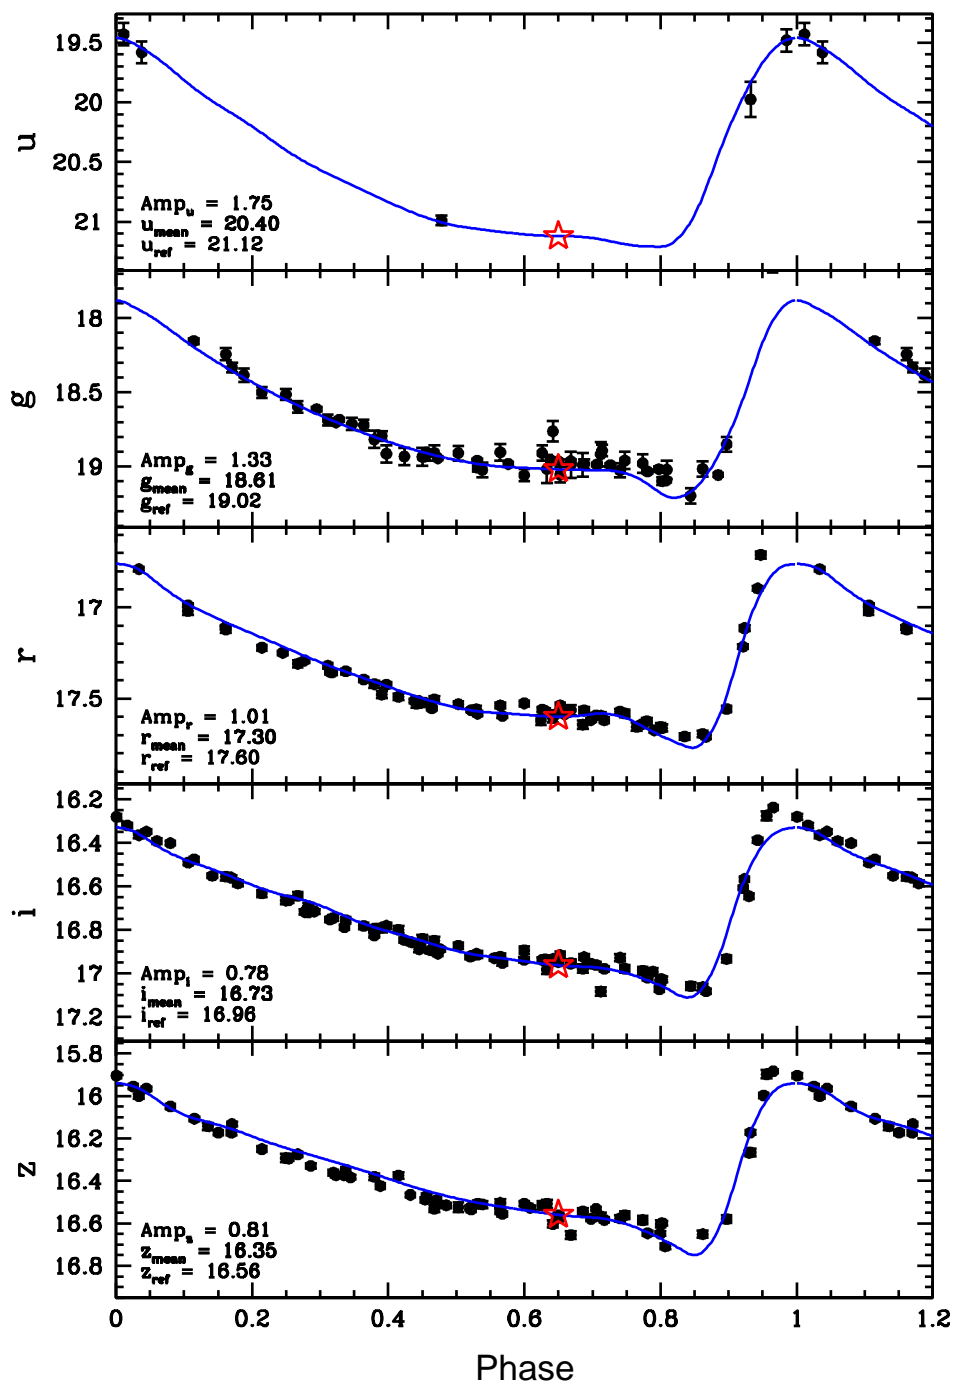 19.5
20
20.5
21
u
Amp_u = 1.75
u_mean = 20.40
u_ref = 21.12
18
18.5
19
g
Amp_g = 1.33
g_mean = 18.61
g_ref = 19.02
17
17.5
r
Amp_r = 1.01
r_mean = 17.30
r_ref = 17.60
16.2
16.4
16.6
16.8
17
17.2
i
Amp_i = 0.78
i_mean = 16.73
i_ref = 16.96
15.8
16
16.2
16.4
16.6
16.8
z
Amp_z = 0.81
z_mean = 16.35
z_ref = 16.56
0 0.2 0.4 0.6 0.8 1 1.2
Phase